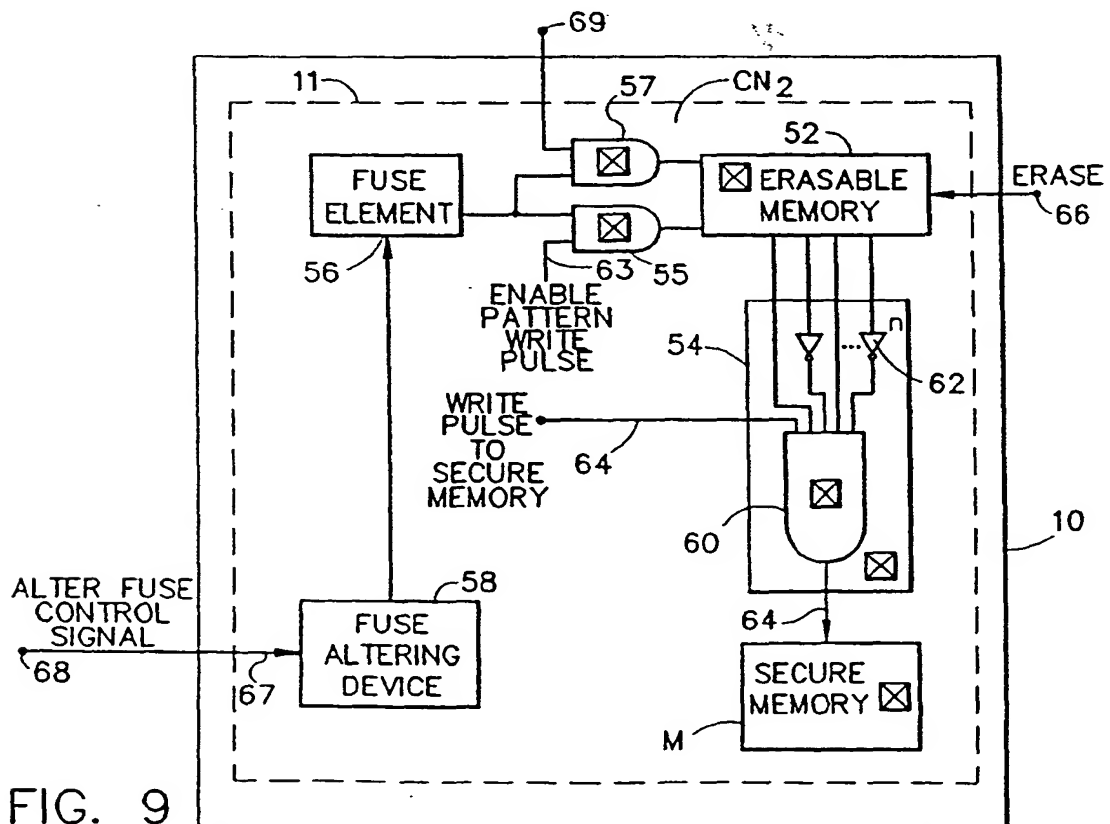 69
11
57
CN2
52
FUSE
ELEMENT
ERASABLE
MEMORY
ERASE
66
56
63
55
ENABLE
PATTERN
WRITE
PULSE
54
n
...
62
WRITE
PULSE
TO
SECURE
MEMORY
64
60
10
ALTER FUSE
CONTROL
SIGNAL
58
64
FUSE
ALTERING
DEVICE
68
67
SECURE
MEMORY
M
FIG. 9